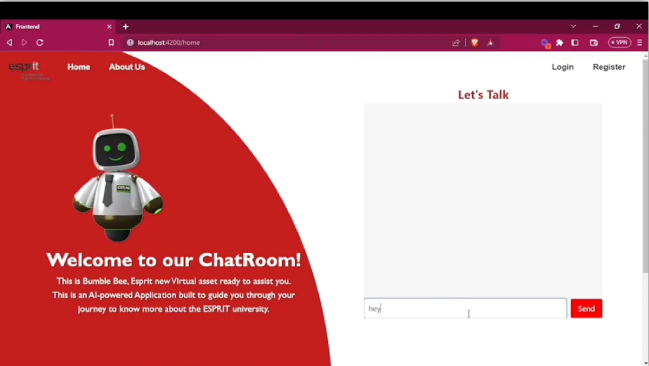 Frontend
localhost:4200/home
VPN
esprit
Home
About Us
Login
Register
Let's Talk
Welcome to our ChatRoom!
This is Bumble Bee, Esprit new Virtual asset ready to assist you.
This is an AI-powered Application built to guide you through your
journey to know more about the ESPRIT university.
hey
Send